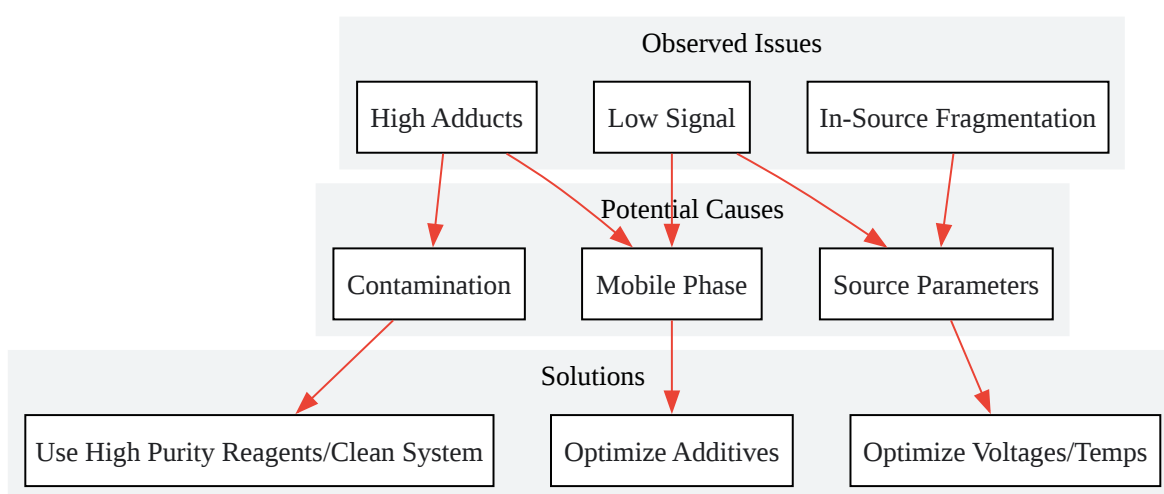 Observed Issues
High Adducts
Low Signal
In-Source Fragmentation
Potential Causes
Contamination
Mobile Phase
Source Parameters
Solutions
Use High Purity Reagents/Clean System
Optimize Additives
Optimize Voltages/Temps